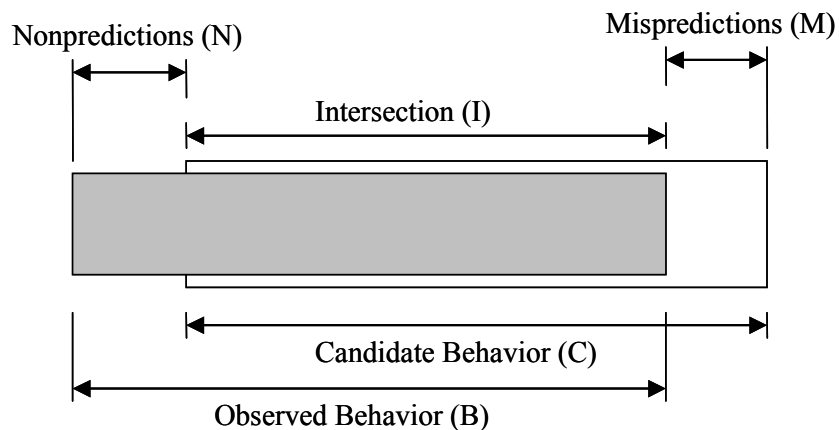 Mispredictions (M)
Nonpredictions (N)
Intersection (I)
Candidate Behavior (C)
Observed Behavior (B)